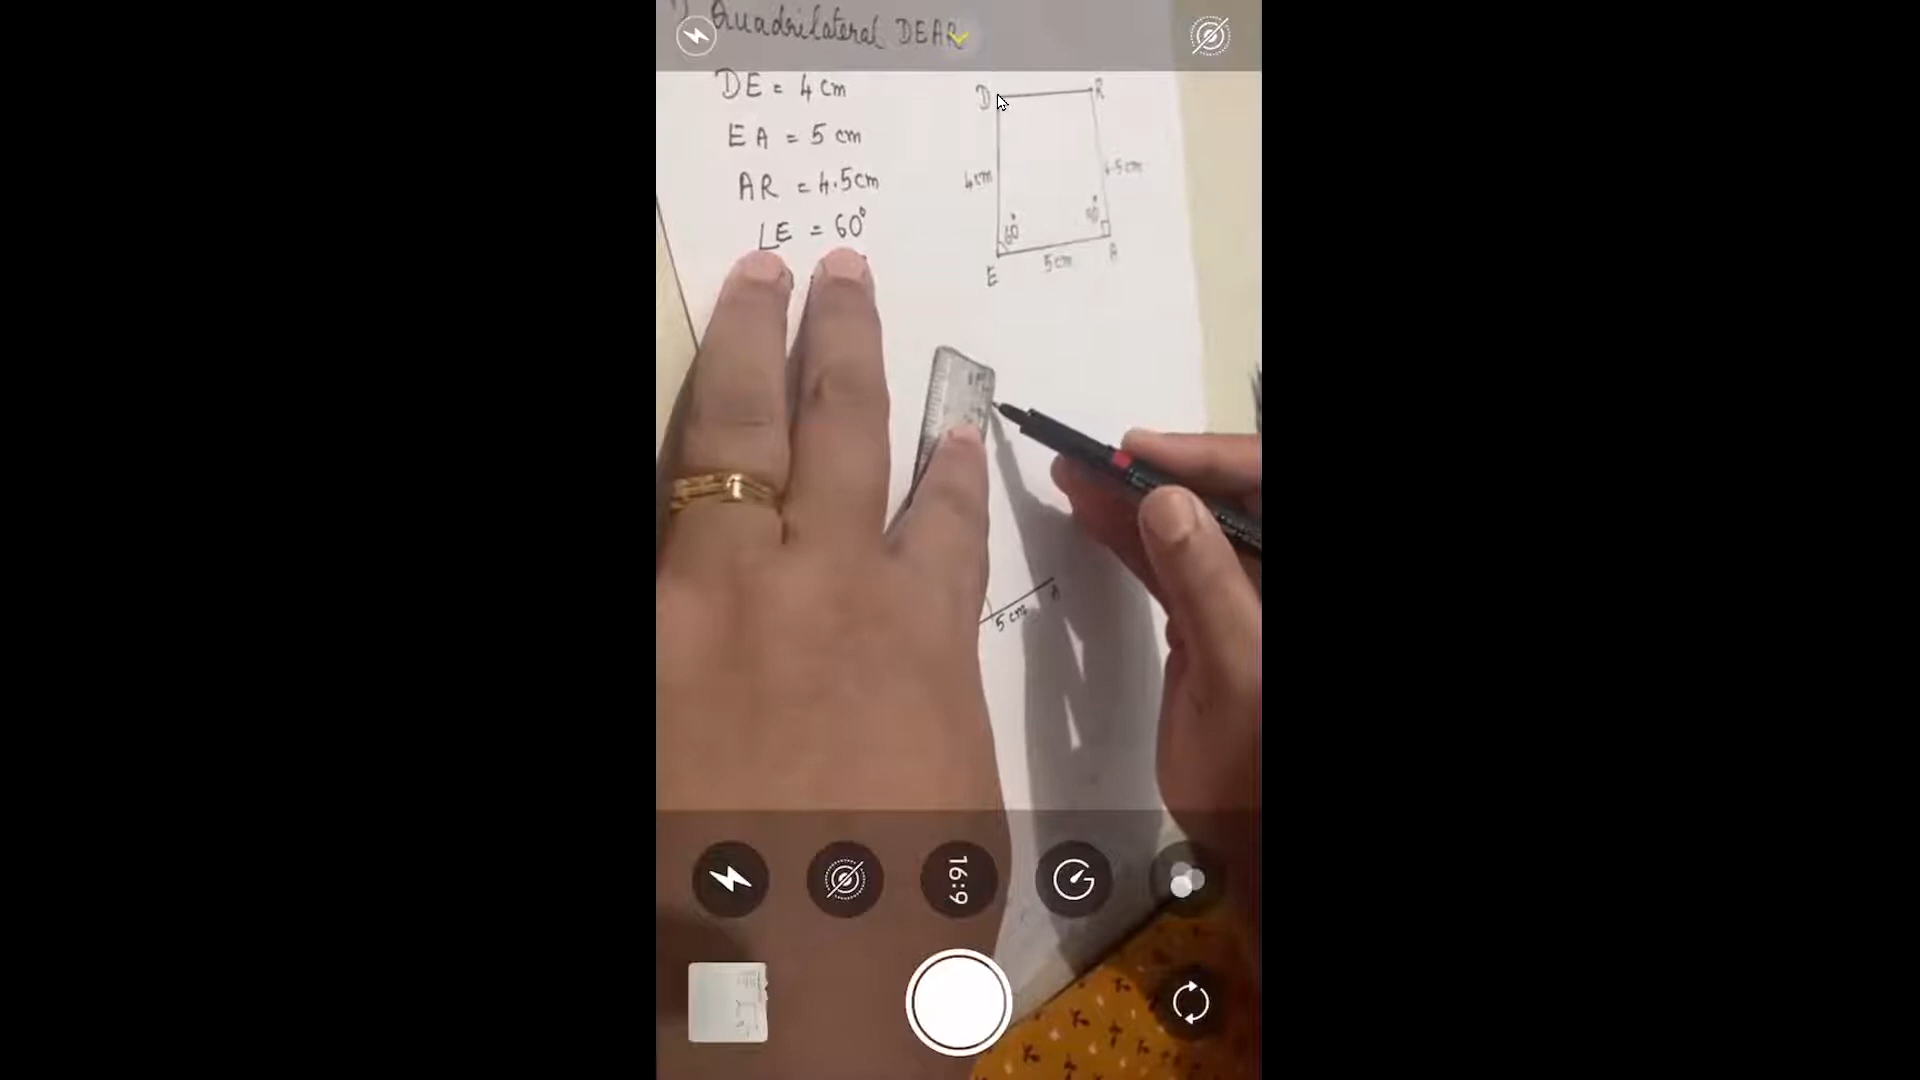 1) Quadrilateral DEAR
DE = 4 cm
EA = 5 cm
AR = 4.5cm
∠E = 60°
D
R
4cm
4.5cm
60°
90°
E
5cm
A
5 cm
A
16:9